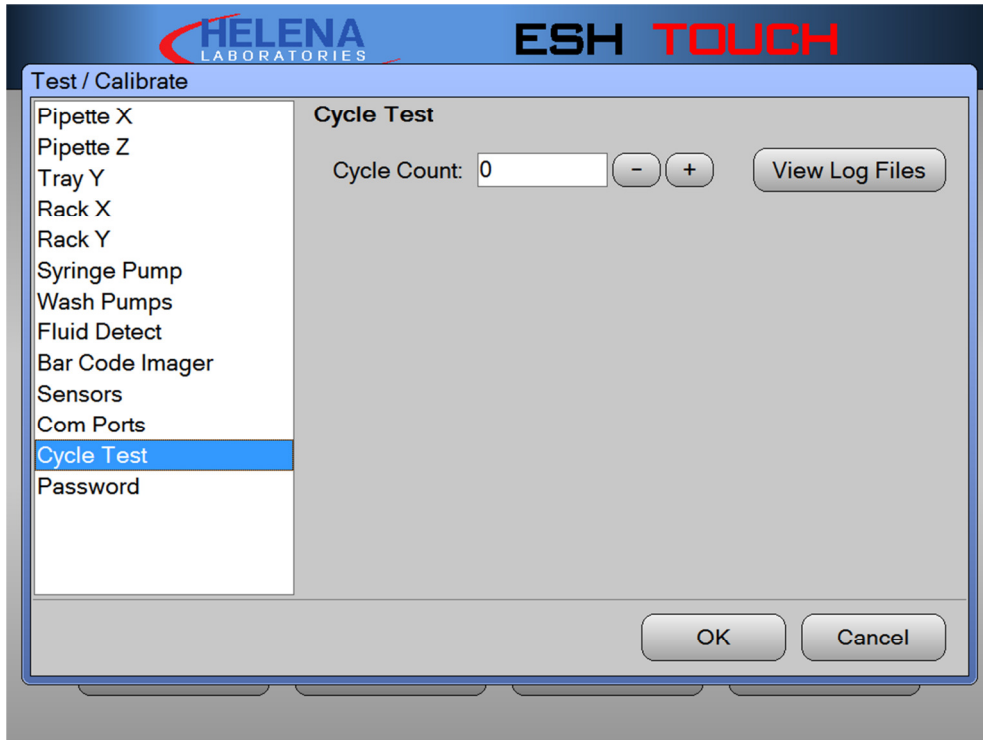 HELENA
LABORATORIES
ESH TOUCH
Test / Calibrate
Pipette X
Pipette Z
Tray Y
Rack X
Rack Y
Syringe Pump
Wash Pumps
Fluid Detect
Bar Code Imager
Sensors
Com Ports
Cycle Test
Password
Cycle Test
Cycle Count: 0 - +
View Log Files
OK
Cancel